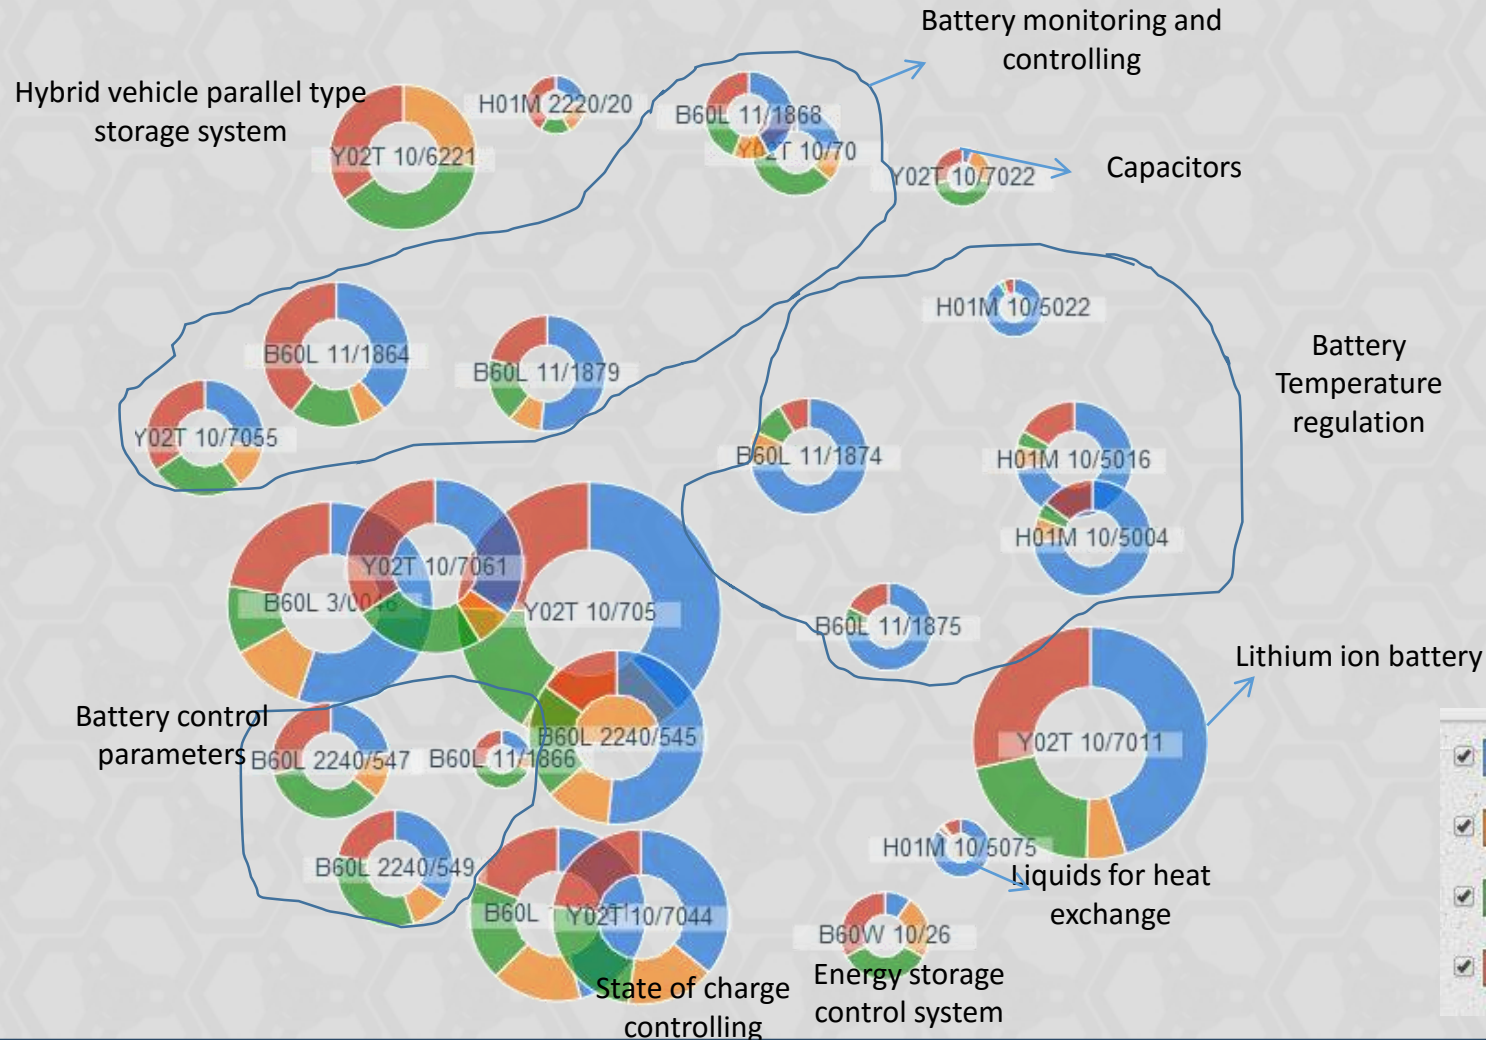 Battery monitoring and
controlling
Hybrid vehicle parallel type
storage system
H01M 2220/20
B60L 11/1868
Y02T 10/6221
Y02T 10/70
Y02T 10/7022
Capacitors
H01M 10/5022
B60L 11/1864
B60L 11/1879
Battery
Temperature
regulation
Y02T 10/7055
B60L 11/1874
H01M 10/5016
H01M 10/5004
Y02T 10/7061
B60L 3/0046
Y02T 10/705
B60L 11/1875
Lithium ion battery
Battery control
parameters
B60L 2240/547
B60L 11/1866
B60L 2240/545
Y02T 10/7011
B60L 2240/549
H01M 10/5075
Liquids for heat
exchange
B60L
Y02T 10/7044
B60W 10/26
State of charge
controlling
Energy storage
control system